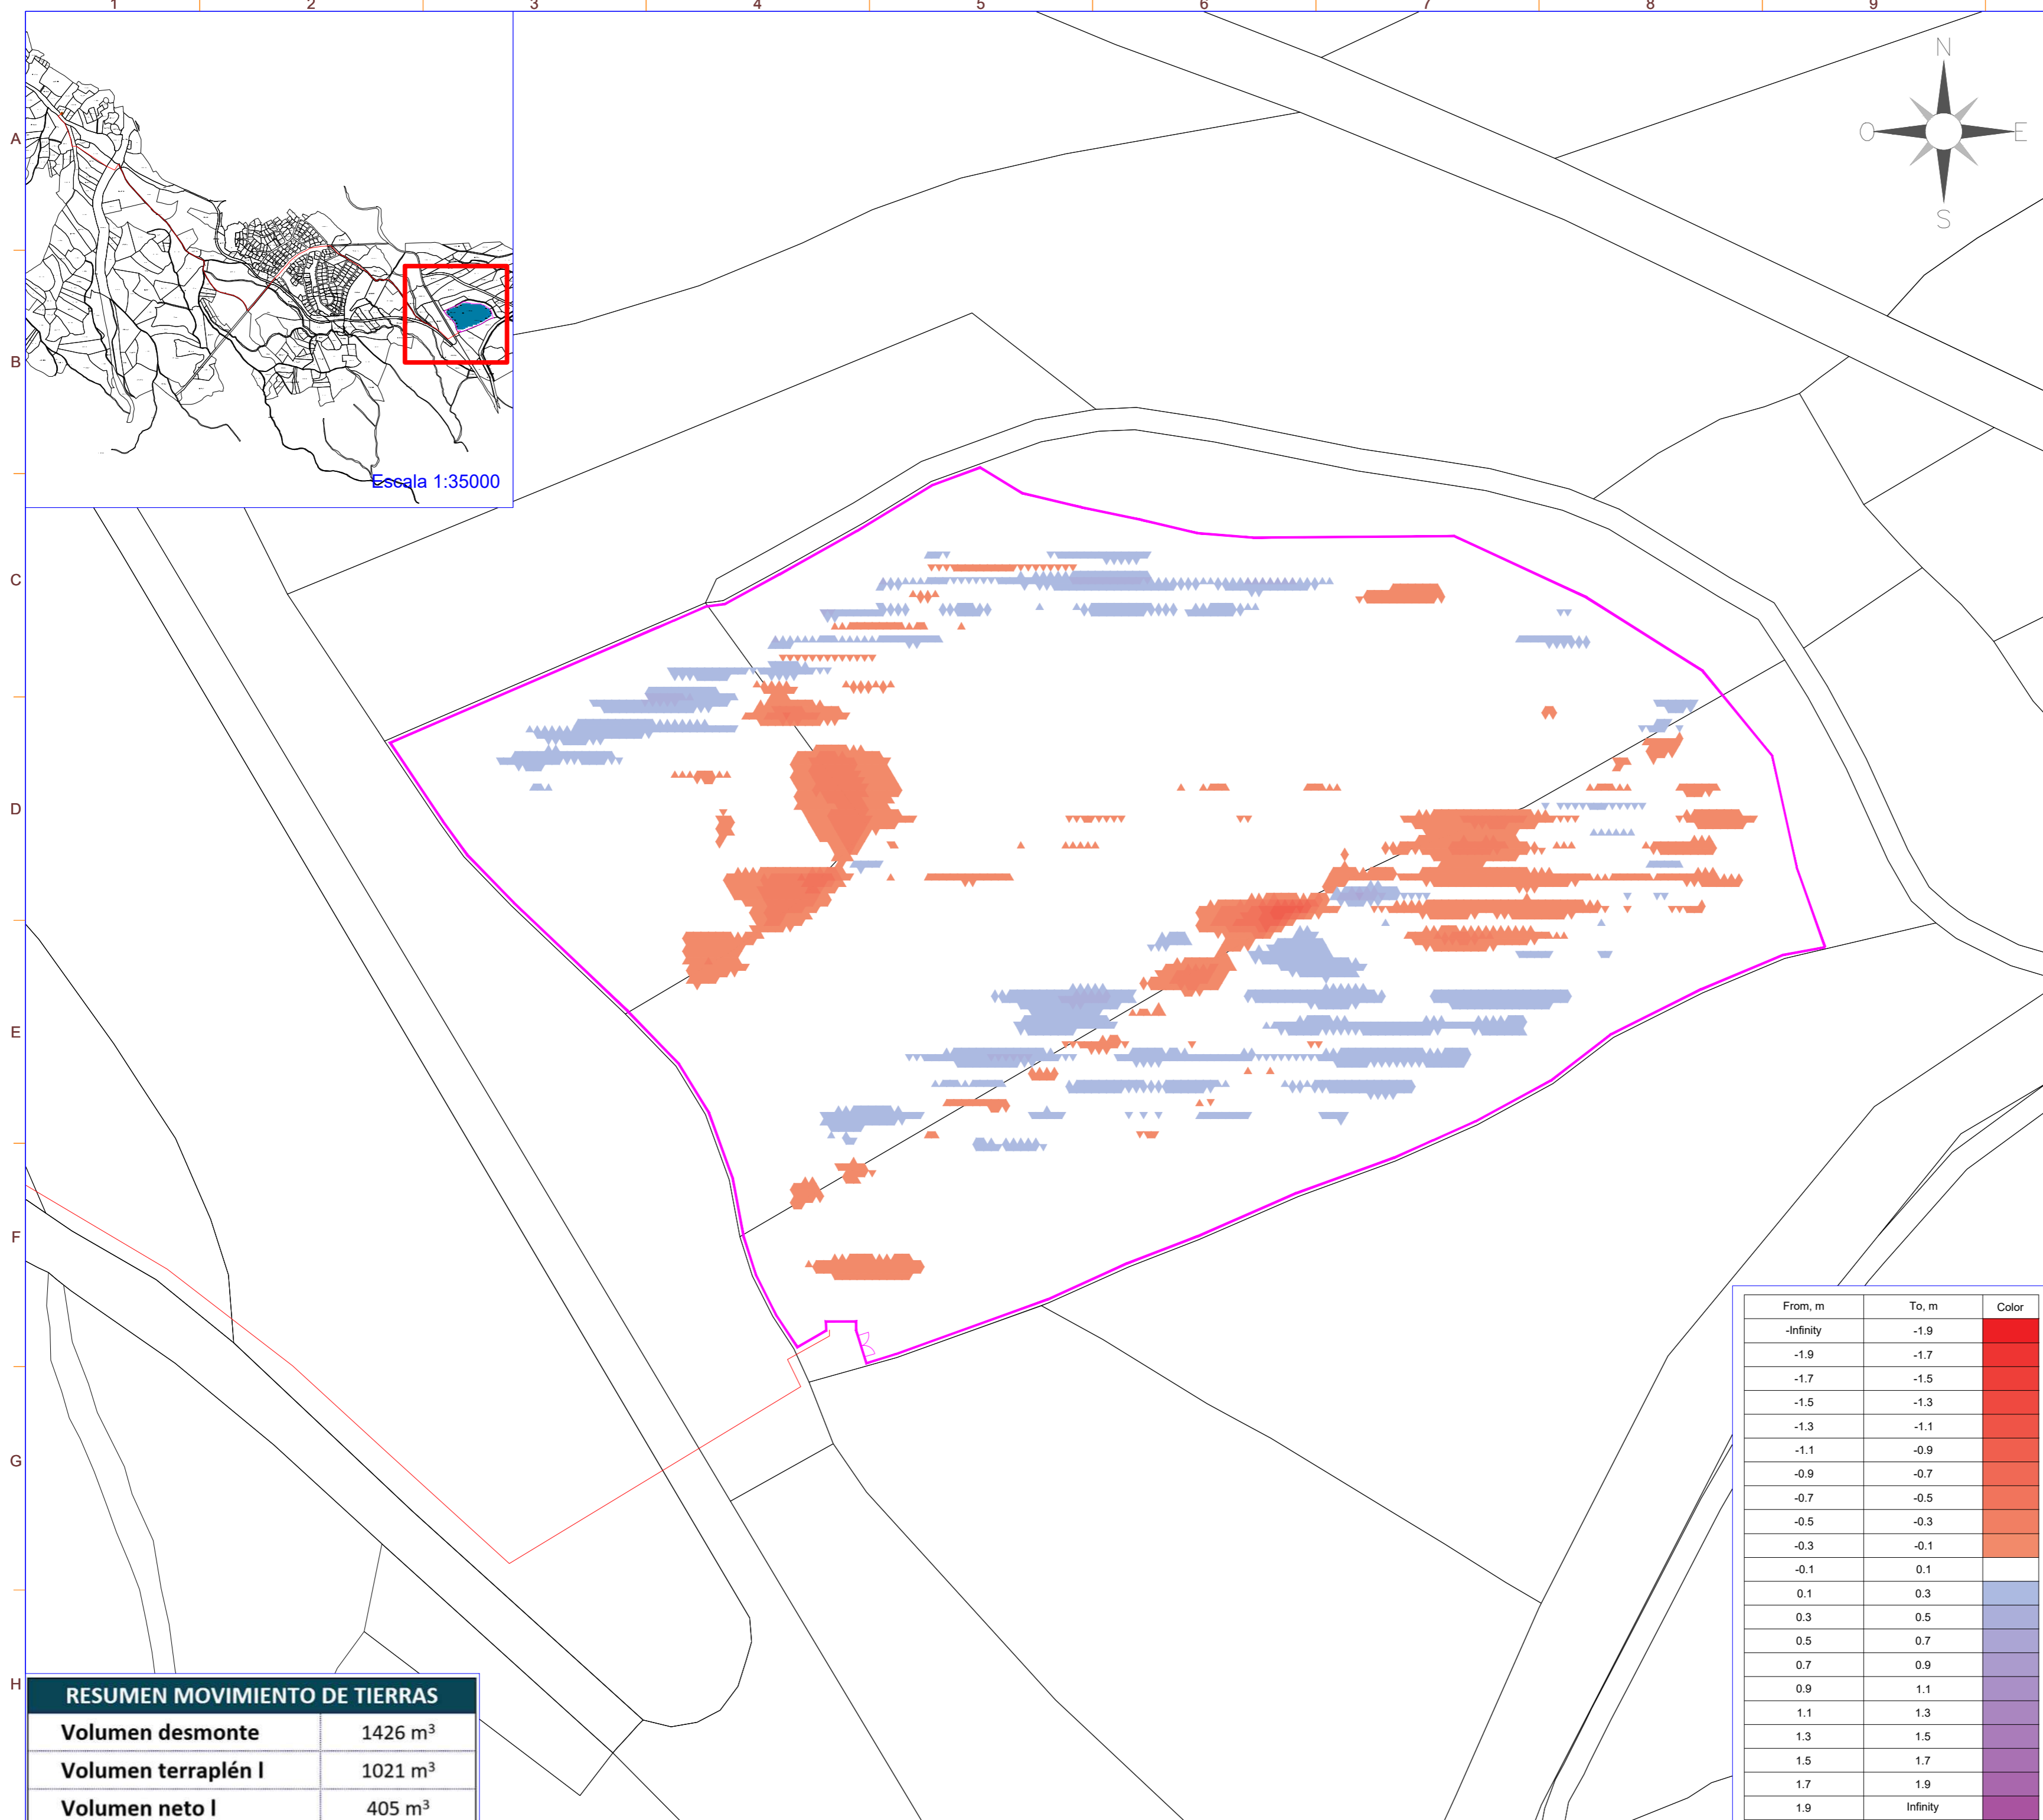 1 2 3 4 5 6 7 8 9
A
B
C
D
E
F
G
H
N
O E
S
Escala 1:35000
From, m To, m Color
-Infinity -1.9
-1.9 -1.7
-1.7 -1.5
-1.5 -1.3
-1.3 -1.1
-1.1 -0.9
-0.9 -0.7
-0.7 -0.5
-0.5 -0.3
-0.3 -0.1
-0.1 0.1
0.1 0.3
0.3 0.5
0.5 0.7
0.7 0.9
0.9 1.1
1.1 1.3
1.3 1.5
1.5 1.7
1.7 1.9
1.9 Infinity
RESUMEN MOVIMIENTO DE TIERRAS
Volumen desmonte 1426 m³
Volumen terraplén l 1021 m³
Volumen neto l 405 m³